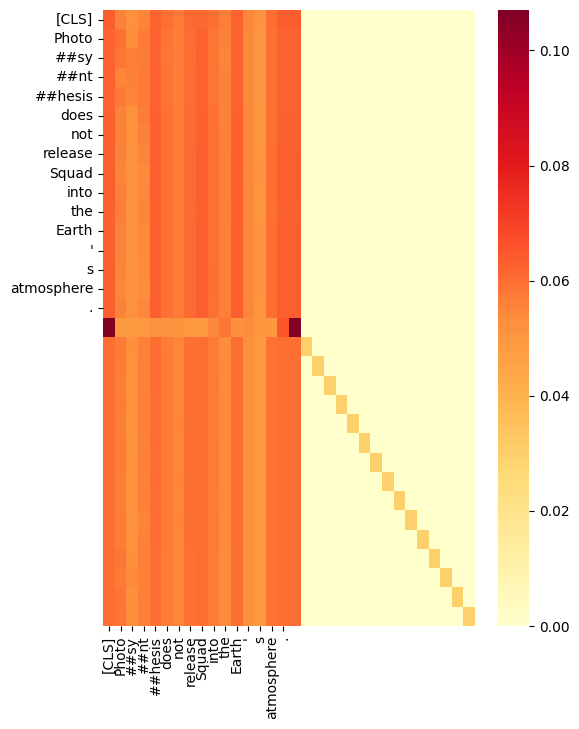 [CLS]
Photo
##sy
##nt
##hesis
does
not
release
Squad
into
the
Earth
'
s
atmosphere
.
0.10
0.08
0.06
0.04
0.02
0.00
[CLS]
Photo
##sy
##nt
##hesis
does
not
release
Squad
into
the
Earth
'
s
atmosphere
.